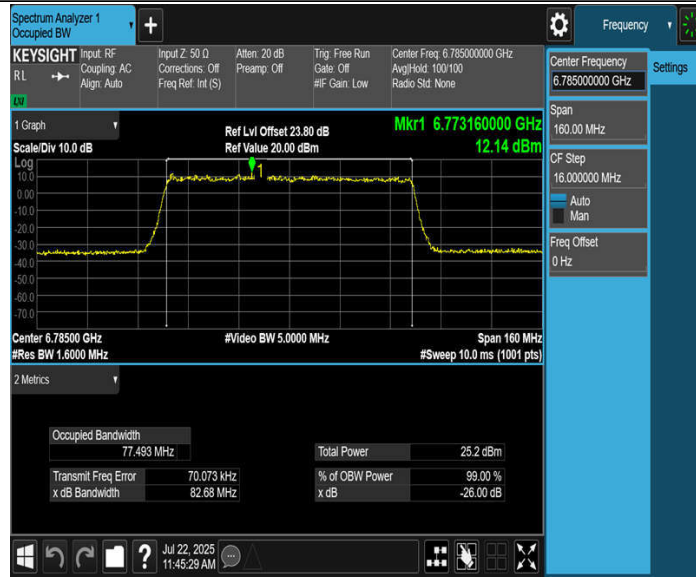 Spectrum Analyzer 1
Occupied BW
+
Frequency
KEYSIGHT
RL
LXI
Input: RF
Coupling: AC
Align: Auto
Input Z: 50 Ω
Corrections: Off
Freq Ref: Int (S)
Atten: 20 dB
Preamp: Off
Trig: Free Run
Gate: Off
#IF Gain: Low
Center Freq: 6.785000000 GHz
Avg|Hold: 100/100
Radio Std: None
Center Frequency
6.785000000 GHz
Settings
Span
160.00 MHz
CF Step
16.000000 MHz
Auto
Man
Freq Offset
0 Hz
1 Graph
Scale/Div 10.0 dB
Ref Lvl Offset 23.80 dB
Ref Value 20.00 dBm
Mkr1 6.773160000 GHz
12.14 dBm
Log
10.0
0.00
-10.0
-20.0
-30.0
-40.0
-50.0
-60.0
-70.0
1
Center 6.78500 GHz
#Video BW 5.0000 MHz
Span 160 MHz
#Res BW 1.6000 MHz
#Sweep 10.0 ms (1001 pts)
2 Metrics
Occupied Bandwidth
77.493 MHz
Total Power 25.2 dBm
Transmit Freq Error 70.073 kHz
% of OBW Power 99.00 %
x dB Bandwidth 82.68 MHz
x dB -26.00 dB
?
Jul 22, 2025
11:45:29 AM